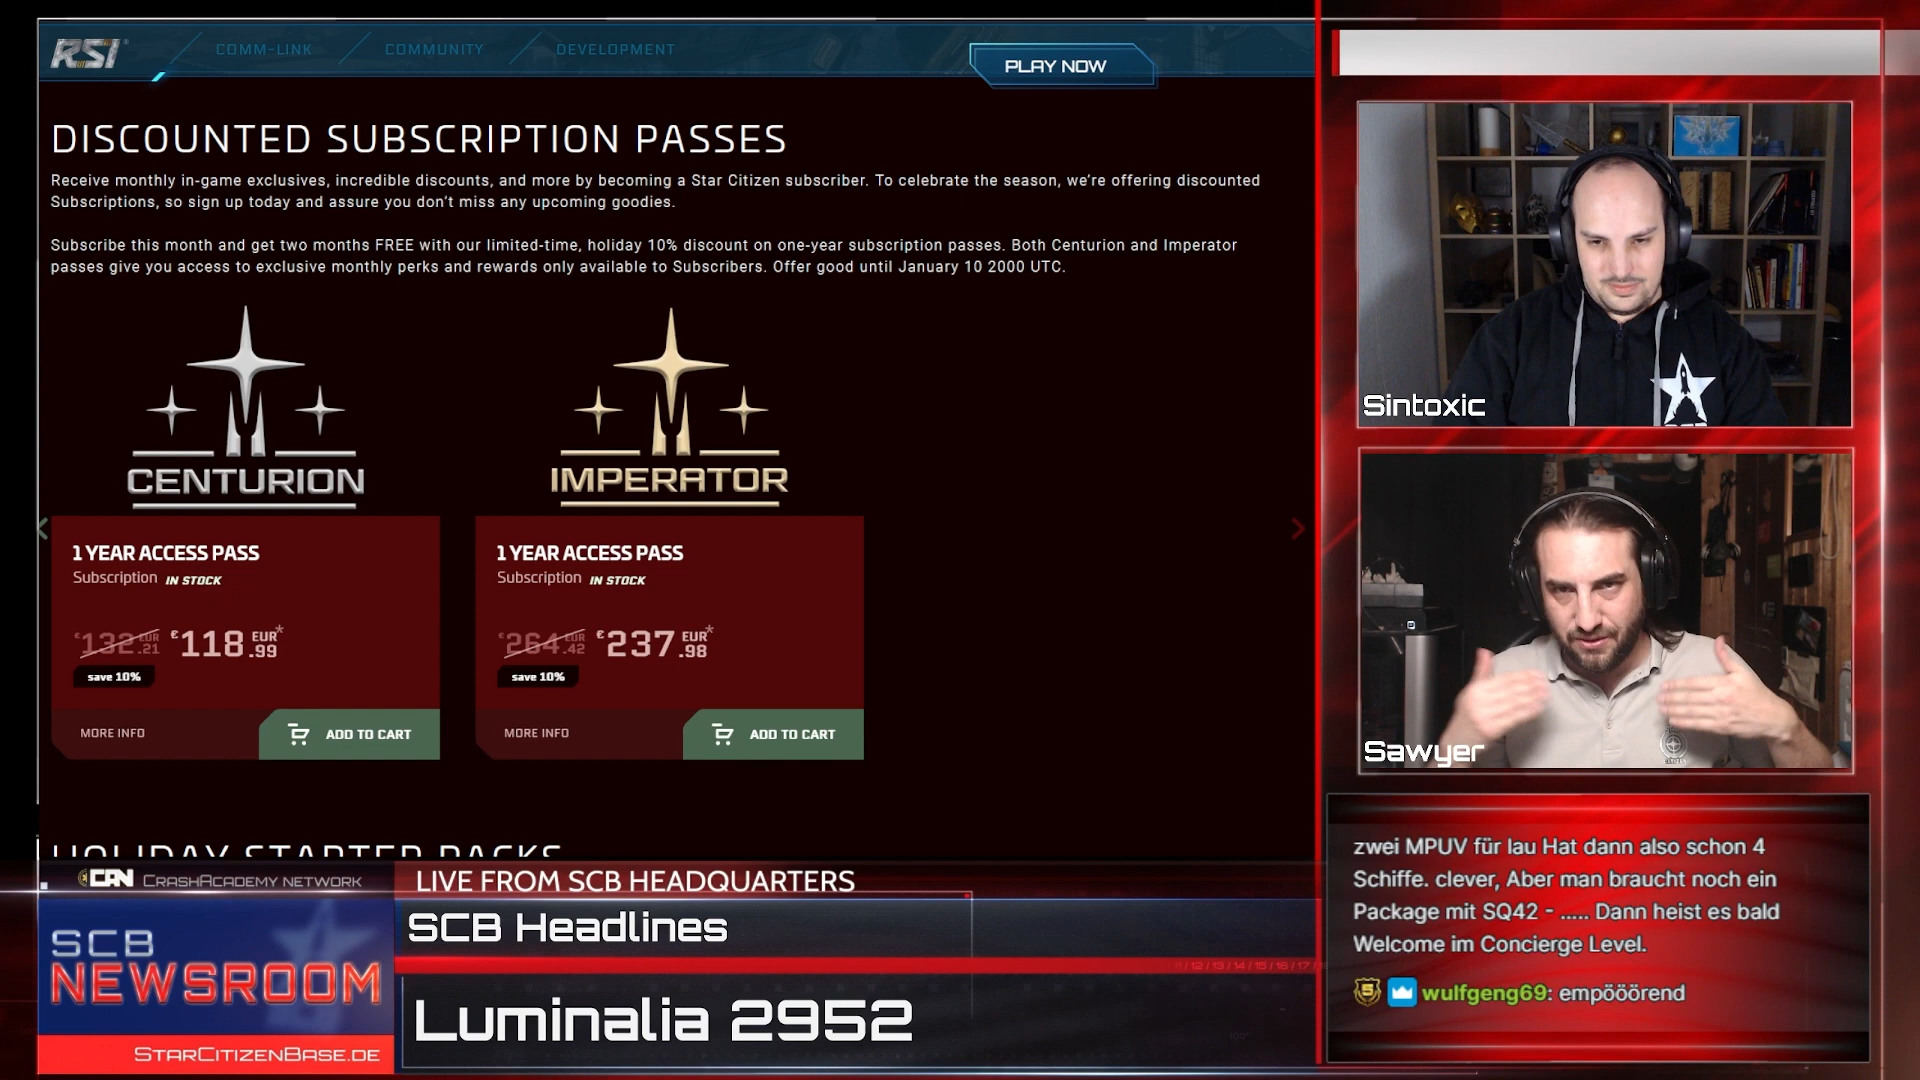 RSI
COMM-LINK
COMMUNITY
DEVELOPMENT
PLAY NOW
DISCOUNTED SUBSCRIPTION PASSES
Receive monthly in-game exclusives, incredible discounts, and more by becoming a Star Citizen subscriber. To celebrate the season, we're offering discounted
Subscriptions, so sign up today and assure you don't miss any upcoming goodies.
Subscribe this month and get two months FREE with our limited-time, holiday 10% discount on one-year subscription passes. Both Centurion and Imperator
passes give you access to exclusive monthly perks and rewards only available to Subscribers. Offer good until January 10 2000 UTC.
CENTURION
1 YEAR ACCESS PASS
Subscription IN STOCK
€132.21 EUR €118.99 EUR*
save 10%
MORE INFO
ADD TO CART
IMPERATOR
1 YEAR ACCESS PASS
Subscription IN STOCK
€264.42 EUR €237.98 EUR*
save 10%
MORE INFO
ADD TO CART
HOLIDAY STARTER PACKS
CAN CRASHACADEMY NETWORK
LIVE FROM SCB HEADQUARTERS
SCB Headlines
SCB
NEWSROOM
STARCITIZENBASE.DE
Luminalia 2952
Sintoxic
Sawyer
zwei MPUV für lau Hat dann also schon 4
Schiffe. clever, Aber man braucht noch ein
Package mit SQ42 - ..... Dann heist es bald
Welcome im Concierge Level.
wulfgeng69: empöööörend